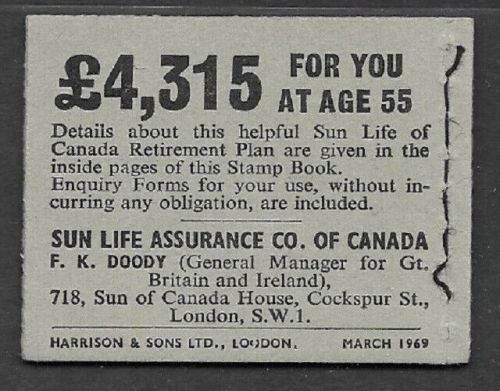 £4,315 FOR YOU
AT AGE 55
Details about this helpful Sun Life of
Canada Retirement Plan are given in the
inside pages of this Stamp Book.
Enquiry Forms for your use, without in-
curring any obligation, are included.
SUN LIFE ASSURANCE CO. OF CANADA
F. K. DOODY (General Manager for Gt.
Britain and Ireland),
718, Sun of Canada House, Cockspur St.,
London, S.W.1.
HARRISON & SONS LTD., LONDON. MARCH 1969